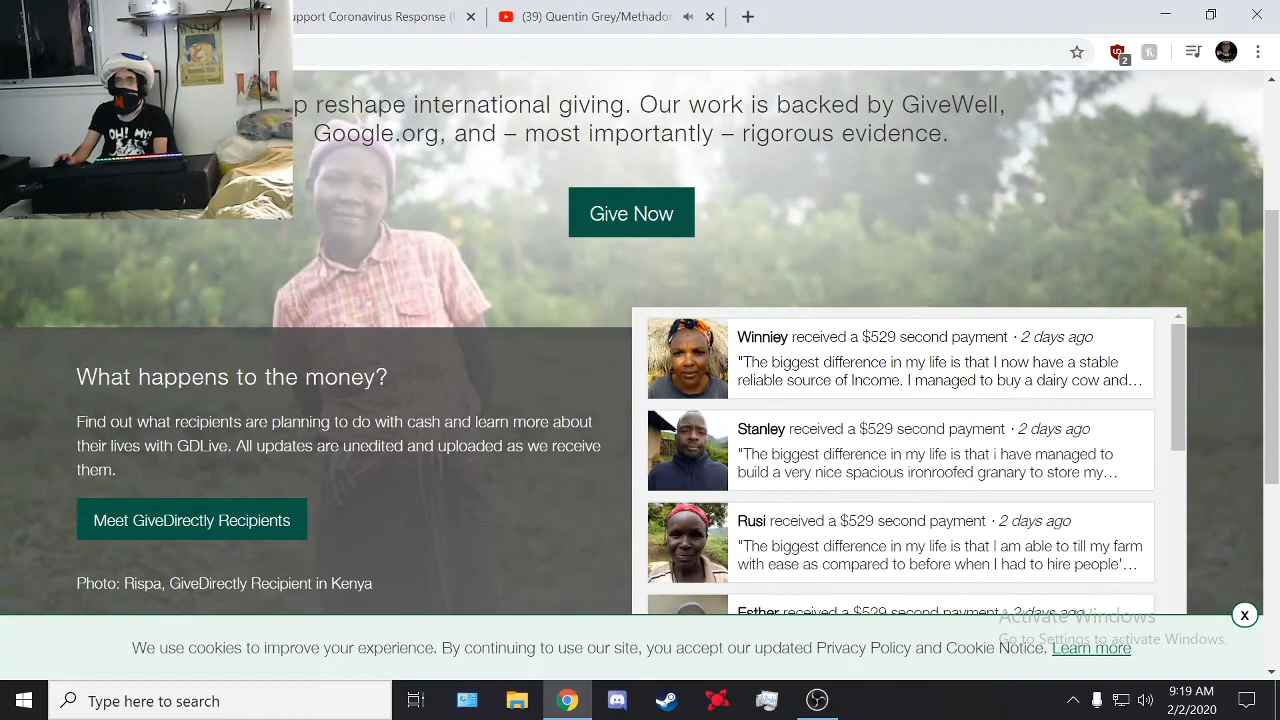 upport Coronavirus Response (
(39) Quentin Grey/Methodor
2
p reshape international giving. Our work is backed by GiveWell,
Google.org, and – most importantly – rigorous evidence.
Give Now
What happens to the money?
Find out what recipients are planning to do with cash and learn more about
their lives with GDLive. All updates are unedited and uploaded as we receive
them.
Meet GiveDirectly Recipients
Photo: Rispa, GiveDirectly Recipient in Kenya
Winniey received a $529 second payment · 2 days ago
"The biggest difference in my life is that I now have a stable
reliable source of Income. I managed to buy a dairy cow and…
Stanley received a $529 second payment · 2 days ago
"The biggest difference in my life is that i have managed to
build a very nice spacious ironroofed granary to store my…
Rusi received a $529 second payment · 2 days ago
"The biggest difference in my life is that I am able to till my farm
with ease as compared to before when I had to hire people'…
Esther received a $529 second payment · 2 days ago
Activate Windows
Go to Settings to activate Windows.
We use cookies to improve your experience. By continuing to use our site, you accept our updated Privacy Policy and Cookie Notice. Learn more
X
Type here to search
9:19 AM
2/2/2020